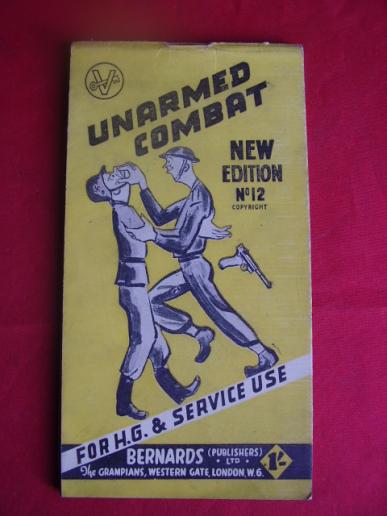 UNARMED
COMBAT
NEW
EDITION
Nº12
COPYRIGHT
FOR H.G. & SERVICE USE
BERNARDS (PUBLISHERS) LTD
The GRAMPIANS, WESTERN GATE, LONDON, W.6.
1/-